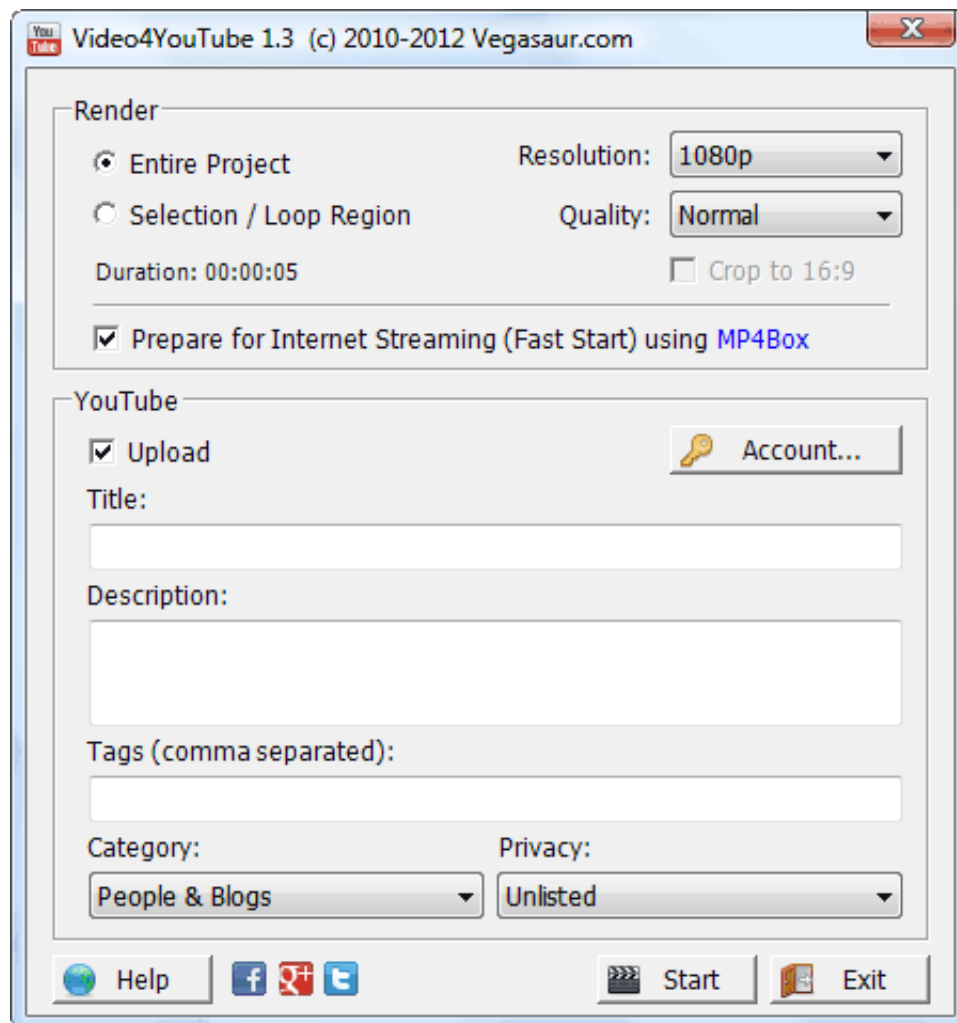 You Tube Video4YouTube 1.3 (c) 2010-2012 Vegasaur.com
Render
Entire Project
Resolution: 1080p
Selection / Loop Region
Quality: Normal
Duration: 00:00:05
Crop to 16:9
Prepare for Internet Streaming (Fast Start) using MP4Box
YouTube
Upload
Account...
Title:
Description:
Tags (comma separated):
Category:
Privacy:
People & Blogs
Unlisted
Help
Start
Exit